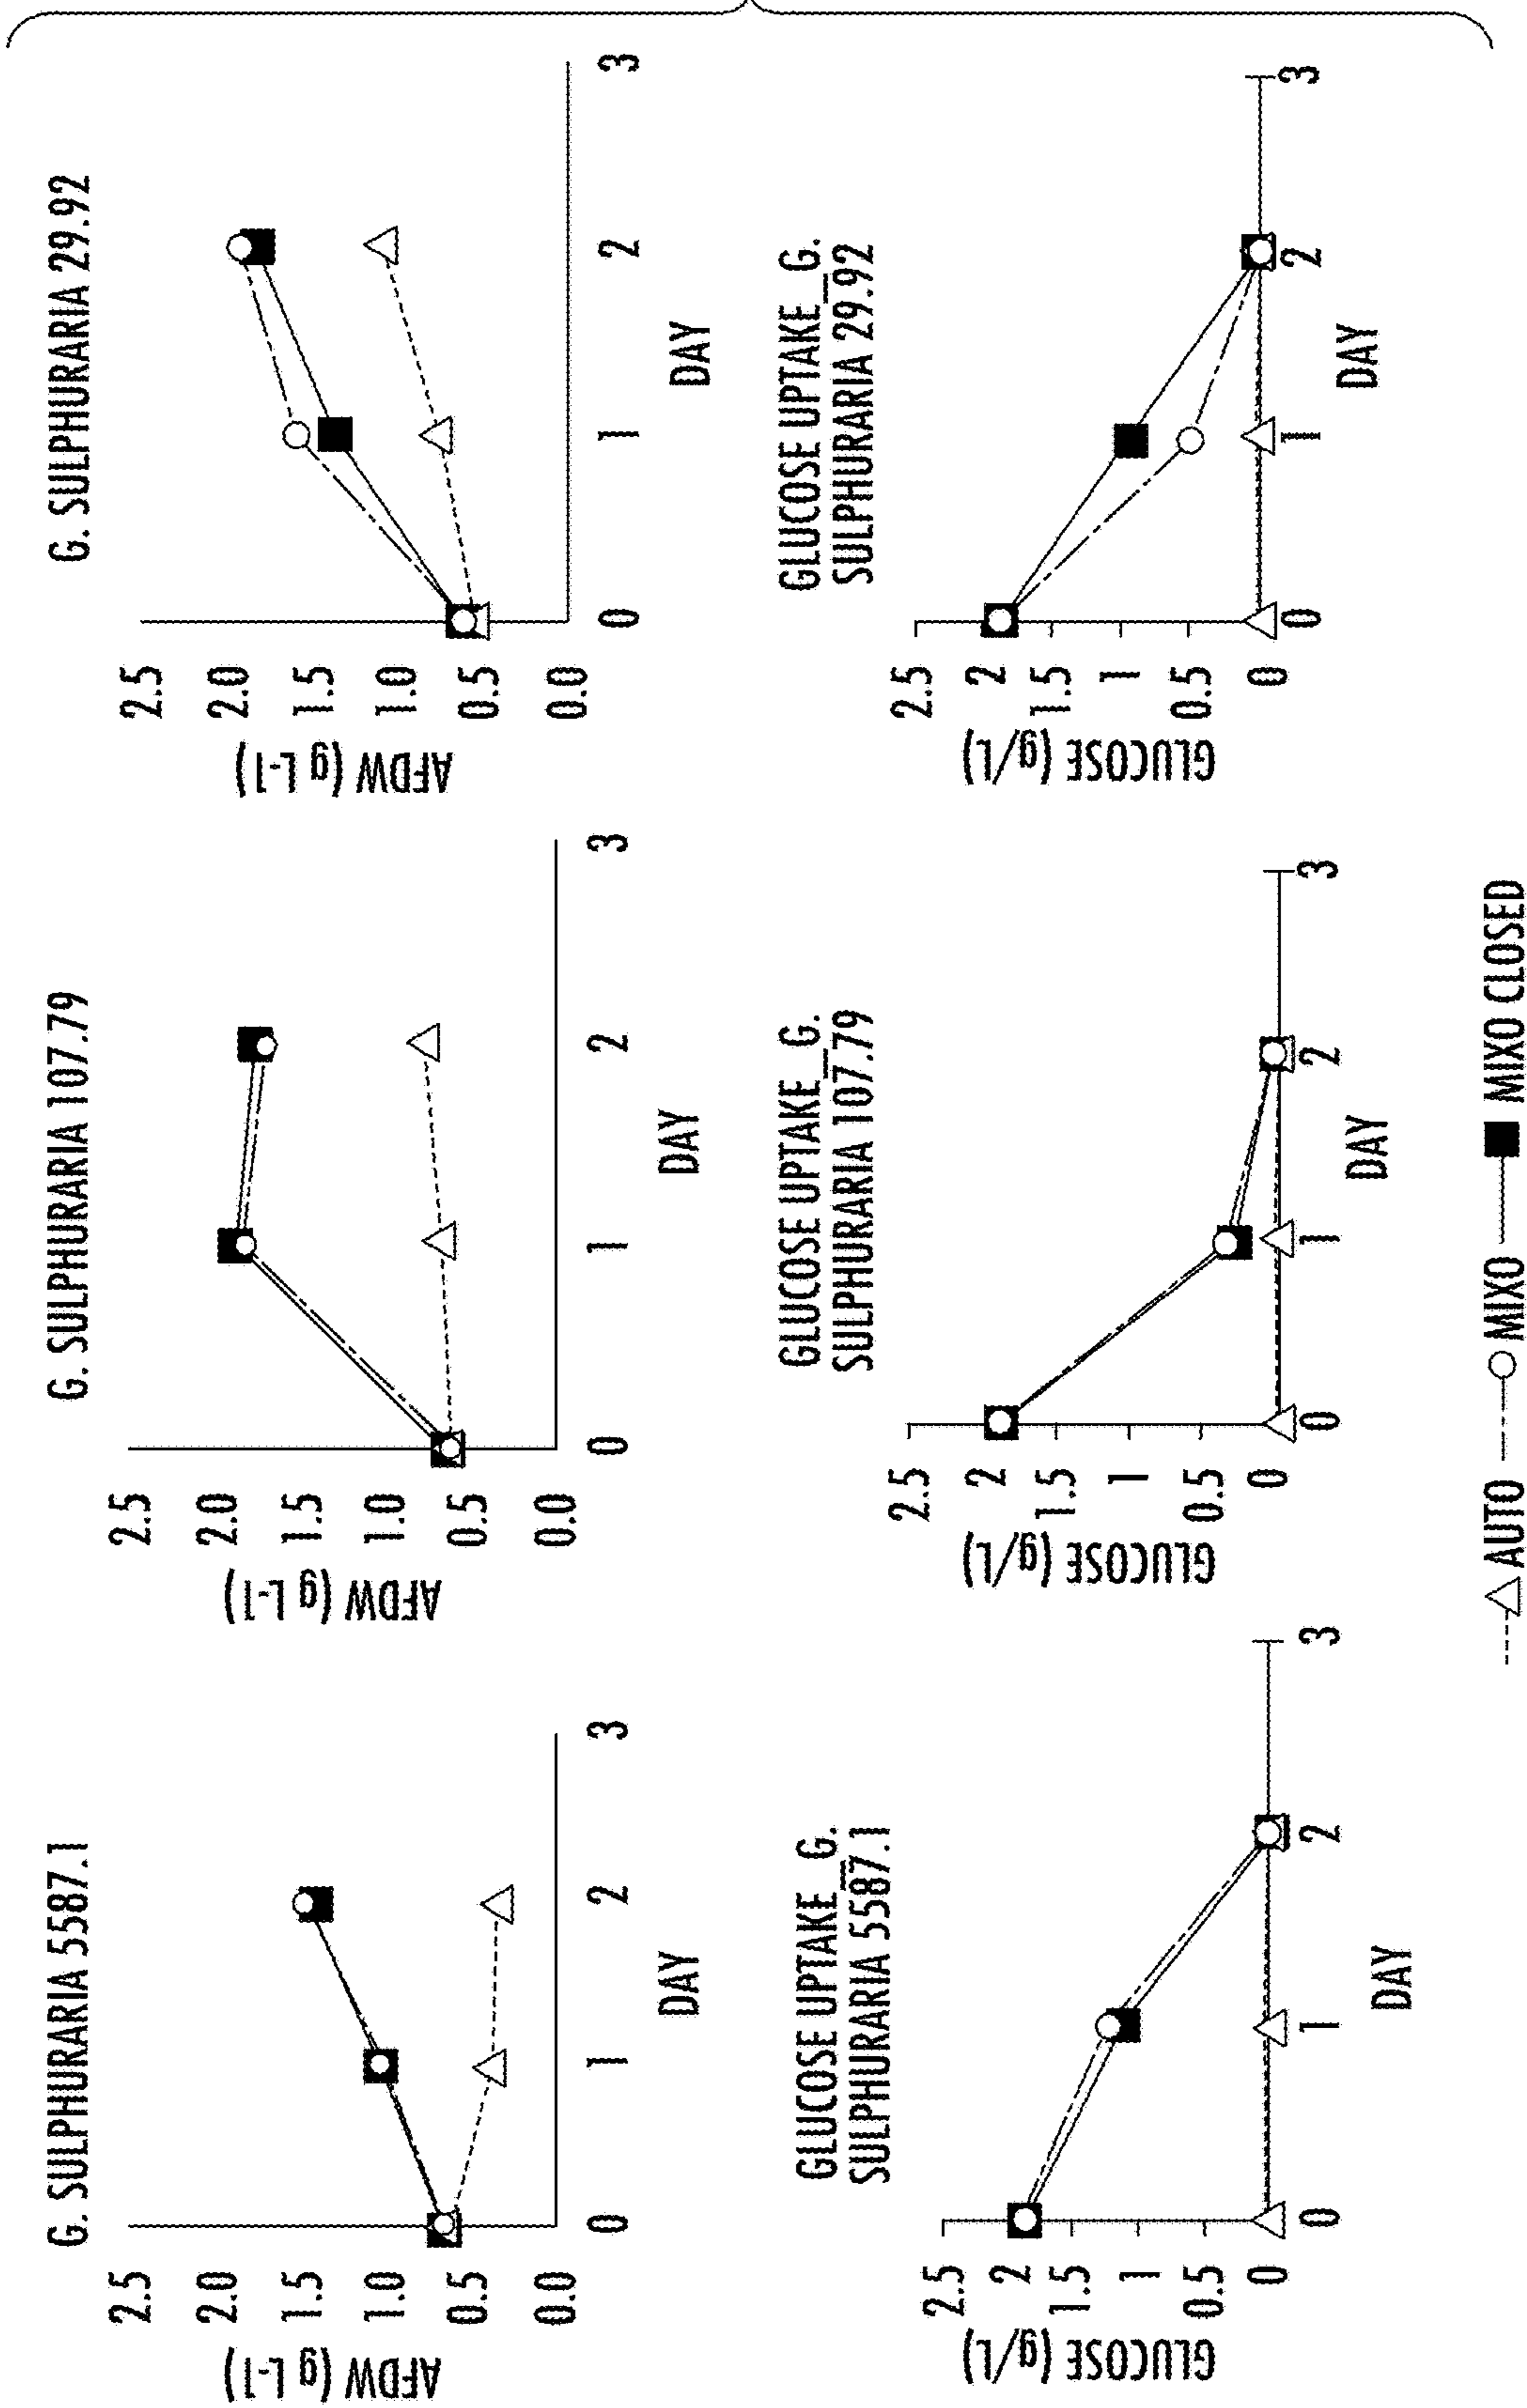 G. SULPHURARIA 5587.1
AFDW (g L-1)
2.5
2.0
1.5
1.0
0.5
0.0
0 1 2 3
DAY
G. SULPHURARIA 107.79
AFDW (g L-1)
2.5
2.0
1.5
1.0
0.5
0.0
0 1 2 3
DAY
G. SULPHURARIA 29.92
AFDW (g L-1)
2.5
2.0
1.5
1.0
0.5
0.0
0 1 2 3
DAY
GLUCOSE UPTAKE_G.
SULPHURARIA 5587.1
GLUCOSE (g/L)
2.5
2
1.5
1
0.5
0
0 1 2 3
DAY
GLUCOSE UPTAKE_G.
SULPHURARIA 107.79
GLUCOSE (g/L)
2.5
2
1.5
1
0.5
0
0 1 2 3
DAY
GLUCOSE UPTAKE_G.
SULPHURARIA 29.92
GLUCOSE (g/L)
2.5
2
1.5
1
0.5
0
0 1 2 3
DAY
AUTO MIXO MIXO CLOSED